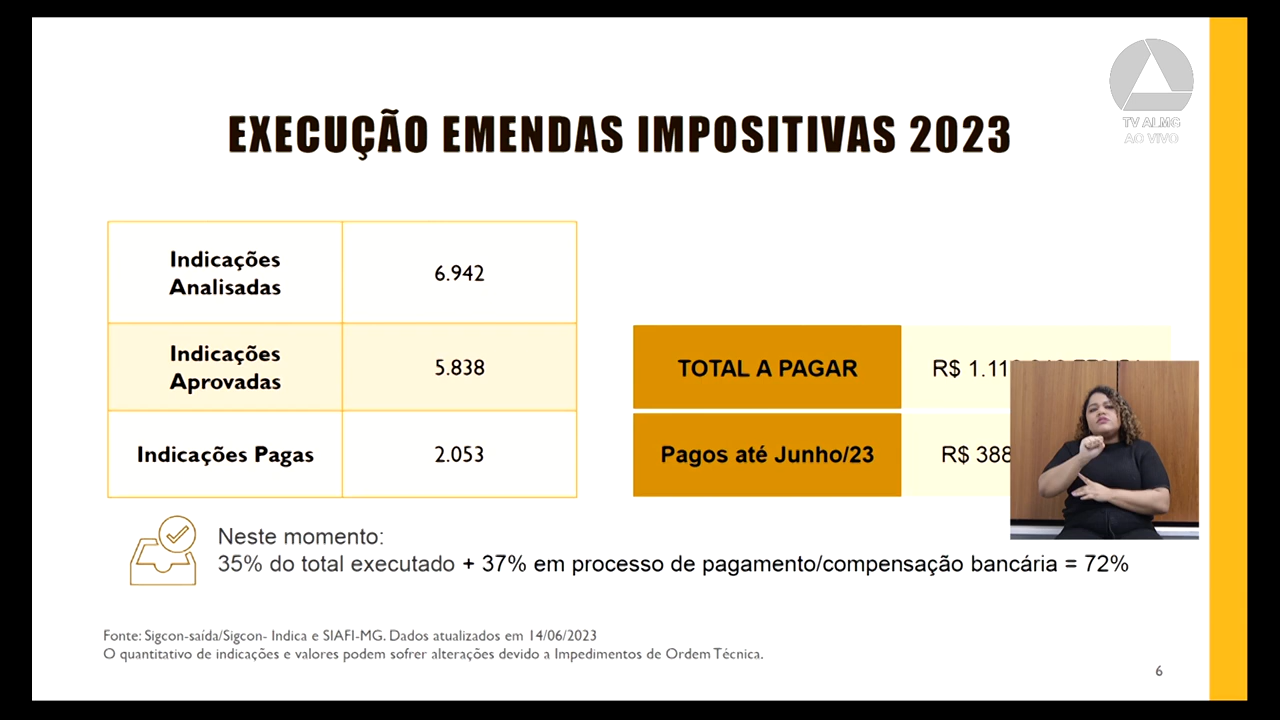 TV ALMG
AO VIVO
EXECUÇÃO EMENDAS IMPOSITIVAS 2023
Indicações
Analisadas
6.942
Indicações
Aprovadas
5.838
Indicações Pagas
2.053
TOTAL A PAGAR
R$ 1.11
Pagos até Junho/23
R$ 388
Neste momento:
35% do total executado + 37% em processo de pagamento/compensação bancária = 72%
Fonte: Sigcon-saída/Sigcon- Indica e SIAFI-MG. Dados atualizados em 14/06/2023
O quantitativo de indicações e valores podem sofrer alterações devido a Impedimentos de Ordem Técnica.
6